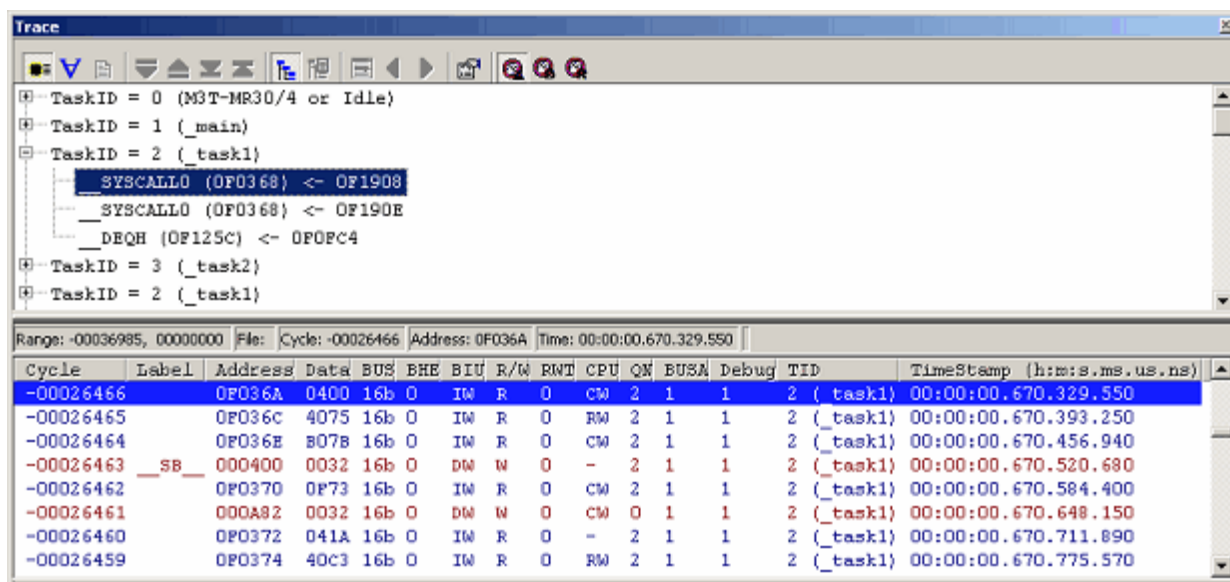 Trace
TaskID = 0 (M3T-MR30/4 or Idle)
TaskID = 1 (_main)
TaskID = 2 (_task1)
__SYSCALL0 (0F0368) <- 0F1908
__SYSCALL0 (0F0368) <- 0F190E
__DEQH (0F125C) <- 0F0FC4
TaskID = 3 (_task2)
TaskID = 2 (_task1)
Range: -00036985, 00000000 File: Cycle: -00026466 Address: 0F036A Time: 00:00:00.670.329.550
Cycle Label Address Data BUS BHE BIU R/W RWT CPU QN BUSA Debug TID TimeStamp (h:m:s.ms.us.ns)
-00026466 0F036A 0400 16b 0 IW R 0 CW 2 1 1 2 (_task1) 00:00:00.670.329.550
-00026465 0F036C 4075 16b 0 IW R 0 RW 2 1 1 2 (_task1) 00:00:00.670.393.250
-00026464 0F036E B07B 16b 0 IW R 0 CW 2 1 1 2 (_task1) 00:00:00.670.456.940
-00026463 __SB__ 000400 0032 16b 0 DW W 0 - 2 1 1 2 (_task1) 00:00:00.670.520.680
-00026462 0F0370 0F73 16b 0 IW R 0 CW 2 1 1 2 (_task1) 00:00:00.670.584.400
-00026461 000A82 0032 16b 0 DW W 0 CW 0 1 1 2 (_task1) 00:00:00.670.648.150
-00026460 0F0372 041A 16b 0 IW R 0 - 2 1 1 2 (_task1) 00:00:00.670.711.890
-00026459 0F0374 40C3 16b 0 IW R 0 RW 2 1 1 2 (_task1) 00:00:00.670.775.570